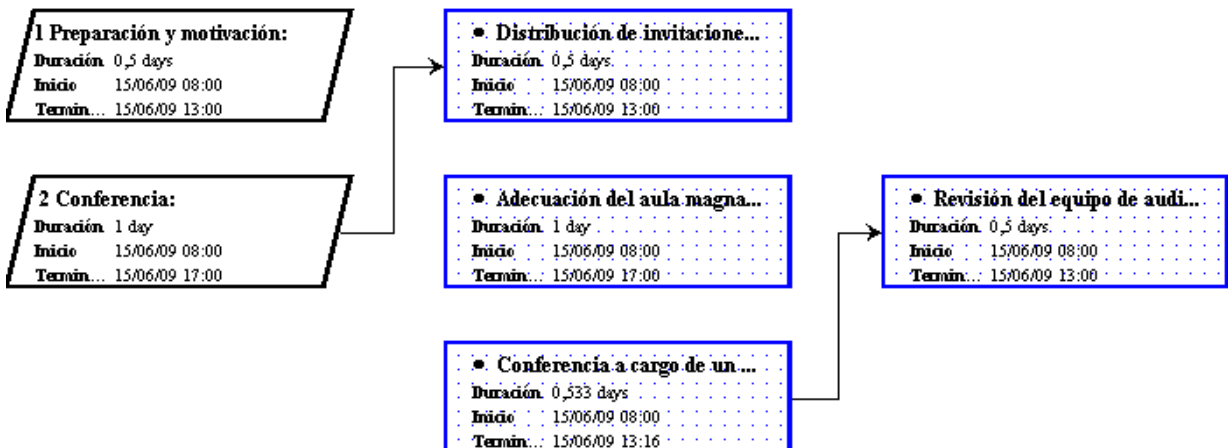 1 Preparación y motivación:
Duración 0,5 days
Inicio 15/06/09 08:00
Termin... 15/06/09 13:00
• Distribución de invitacione...
Duración 0,5 days
Inicio 15/06/09 08:00
Termin... 15/06/09 13:00
2 Conferencia:
Duración 1 day
Inicio 15/06/09 08:00
Termin... 15/06/09 17:00
• Adecuación del aula magna...
Duración 1 day
Inicio 15/06/09 08:00
Termin... 15/06/09 17:00
• Revisión del equipo de audi...
Duración 0,5 days
Inicio 15/06/09 08:00
Termin... 15/06/09 13:00
• Conferencia a cargo de un ...
Duración 0,533 days
Inicio 15/06/09 08:00
Termin... 15/06/09 13:16